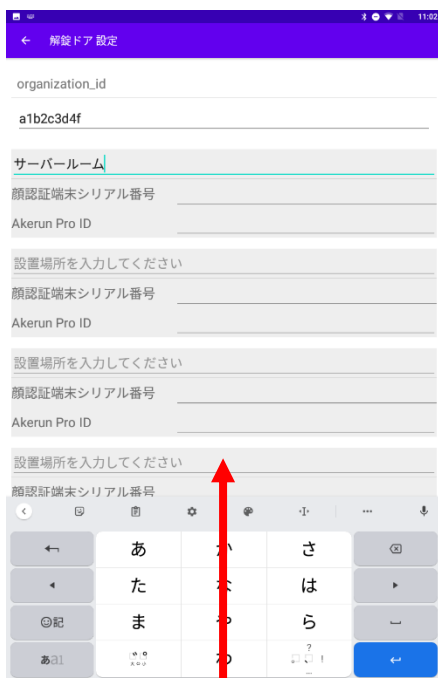 11:02
← 解錠ドア 設定
organization_id
a1b2c3d4f
サーバールーム
顔認証端末シリアル番号
Akerun Pro ID
設置場所を入力してください
顔認証端末シリアル番号
Akerun Pro ID
設置場所を入力してください
顔認証端末シリアル番号
Akerun Pro ID
設置場所を入力してください
顔認証端末シリアル番号
あ か さ
た な は
記 ま や ら
あa1 わ ? !